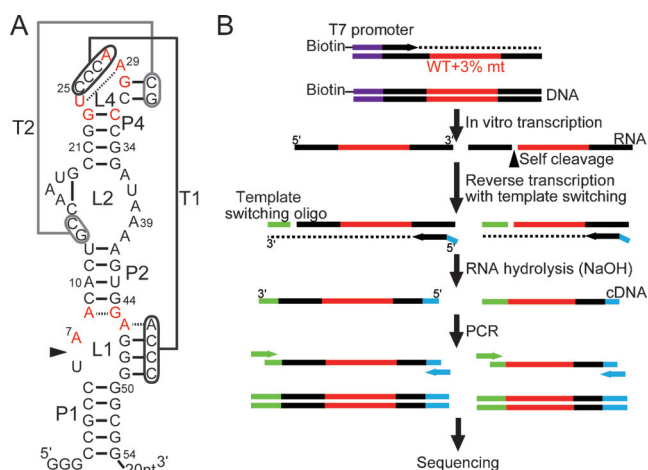 A
C C C A A
25
29
G C
C G
U
L4
T2
G C
P4
G C
C G
21
C G
34
G
U
L2
A
A
T1
A
U
A
A
39
A
C
C
G
G A
U A
P2
C G
A U
10
C G
A G
44
A A
7
A
L1
G C
G C
G C
U
C G
50
P1
C G
C G
G C
54
5'
GGG
20nt
3'
B
T7 promoter
Biotin
WT+3% mt
Biotin
DNA
In vitro transcription
5'
3'
RNA
Self cleavage
Reverse transcription
with template switching
Template
switching oligo
3'
5'
RNA hydrolysis (NaOH)
3'
5'
cDNA
PCR
Sequencing